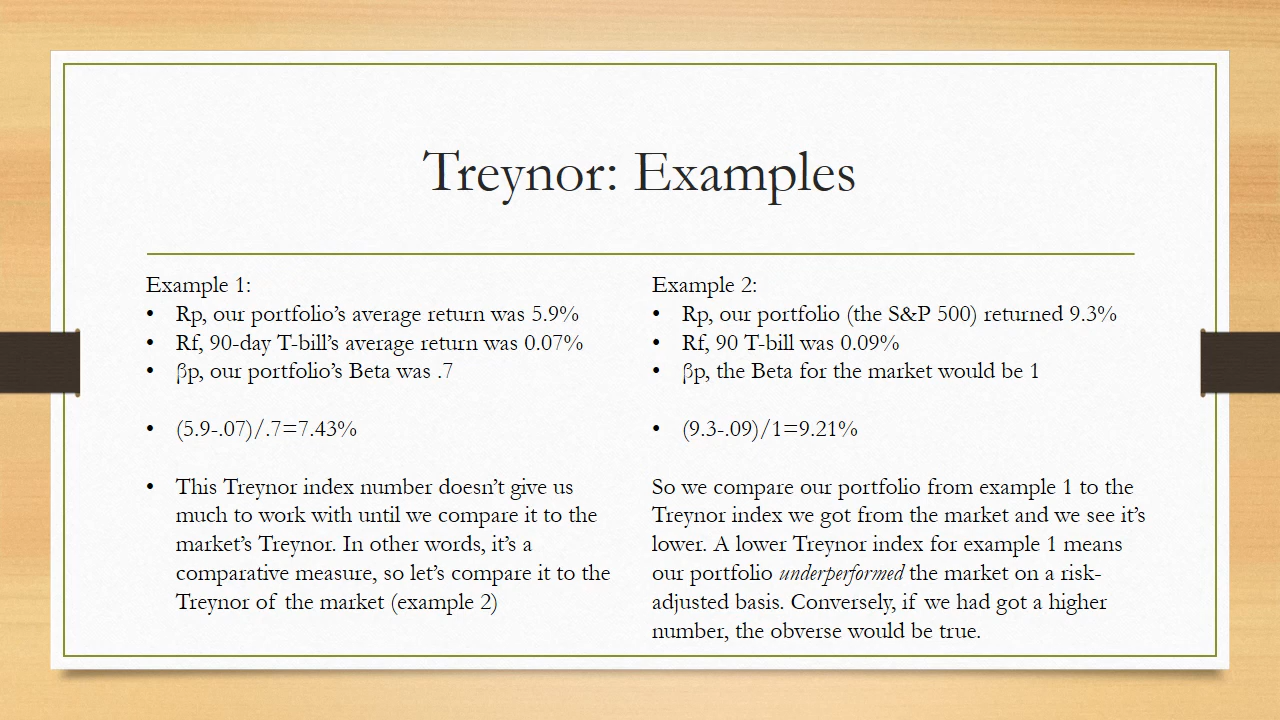 Treynor: Examples
Example 1:
• Rp, our portfolio’s average return was 5.9%
• Rf, 90-day T-bill’s average return was 0.07%
• βp, our portfolio’s Beta was .7
• (5.9-.07)/.7=7.43%
• This Treynor index number doesn’t give us
much to work with until we compare it to the
market’s Treynor. In other words, it’s a
comparative measure, so let’s compare it to the
Treynor of the market (example 2)
Example 2:
• Rp, our portfolio (the S&P 500) returned 9.3%
• Rf, 90 T-bill was 0.09%
• βp, the Beta for the market would be 1
• (9.3-.09)/1=9.21%
So we compare our portfolio from example 1 to the
Treynor index we got from the market and we see it’s
lower. A lower Treynor index for example 1 means
our portfolio underperformed the market on a risk-
adjusted basis. Conversely, if we had got a higher
number, the obverse would be true.